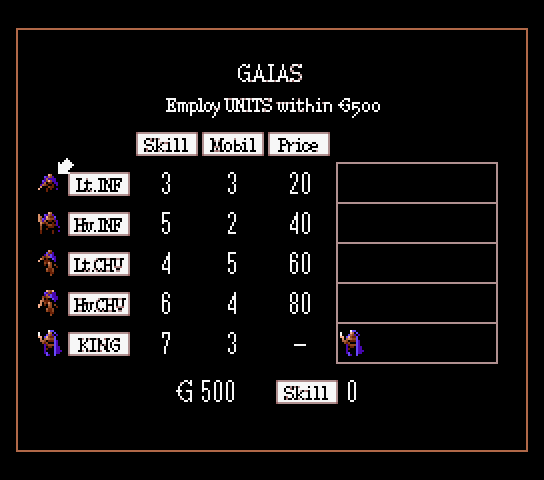 GAIAS
Employ UNITS within G500
Skill Mobil Price
Lt.INF 3 3 20
Hv.INF 5 2 40
Lt.CHV 4 5 60
Hv.CHV 6 4 80
KING 7 3 –
G 500 Skill 0